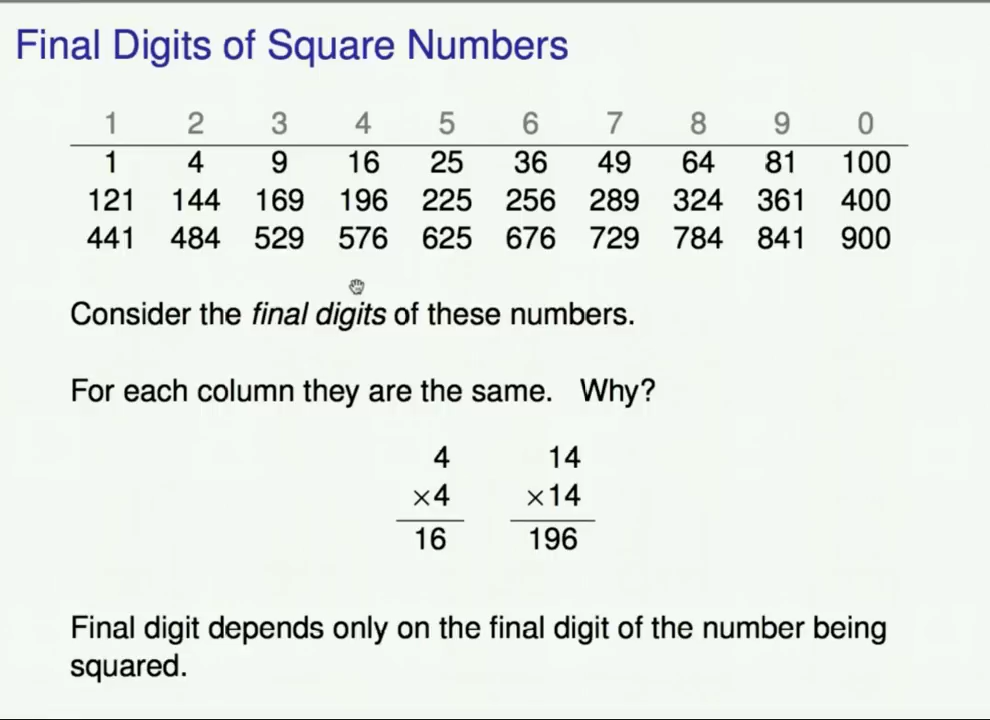 Final Digits of Square Numbers
1 2 3 4 5 6 7 8 9 0
1 4 9 16 25 36 49 64 81 100
121 144 169 196 225 256 289 324 361 400
441 484 529 576 625 676 729 784 841 900
Consider the final digits of these numbers.
For each column they are the same. Why?
4 14
×4 ×14
16 196
Final digit depends only on the final digit of the number being
squared.